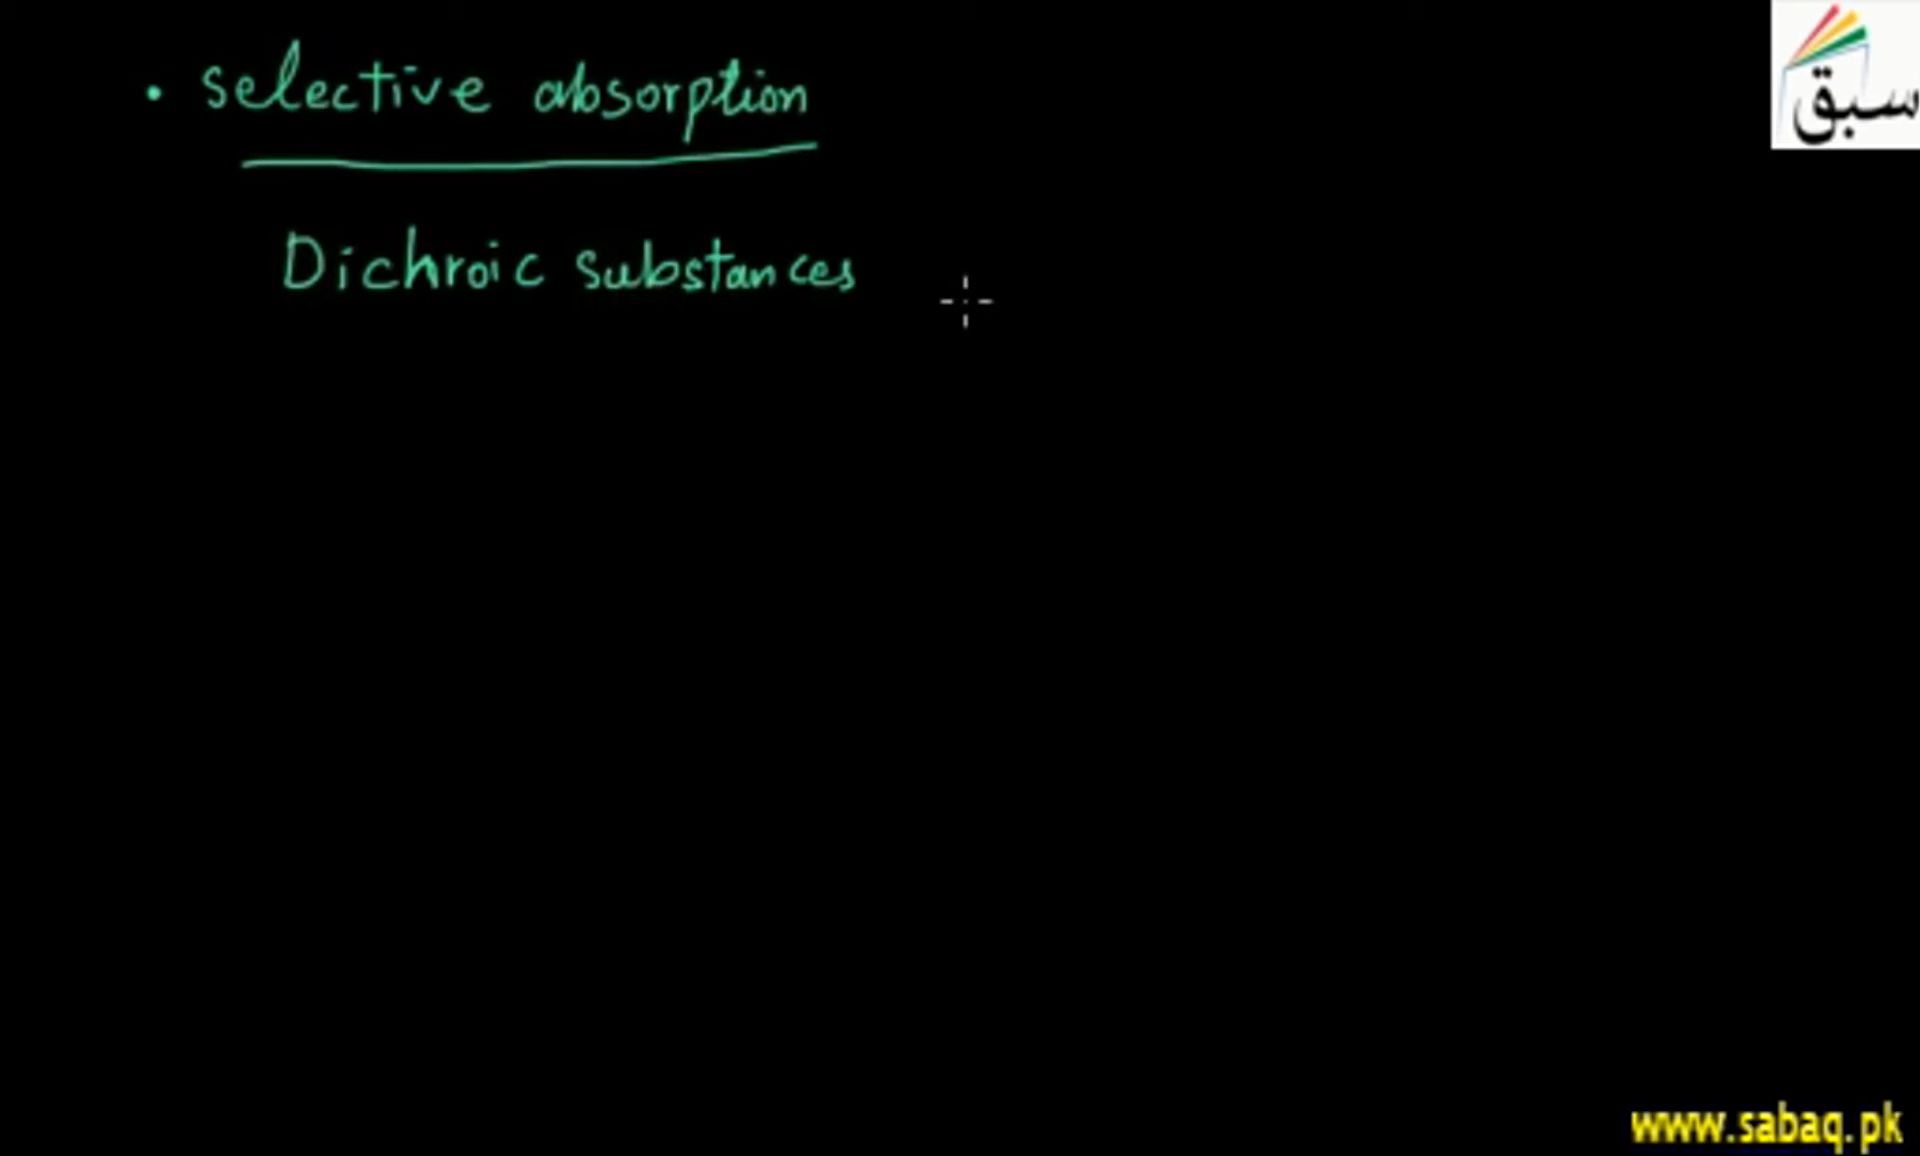 • selective absorption
سبق
Dichroic substances
www.sabaq.pk